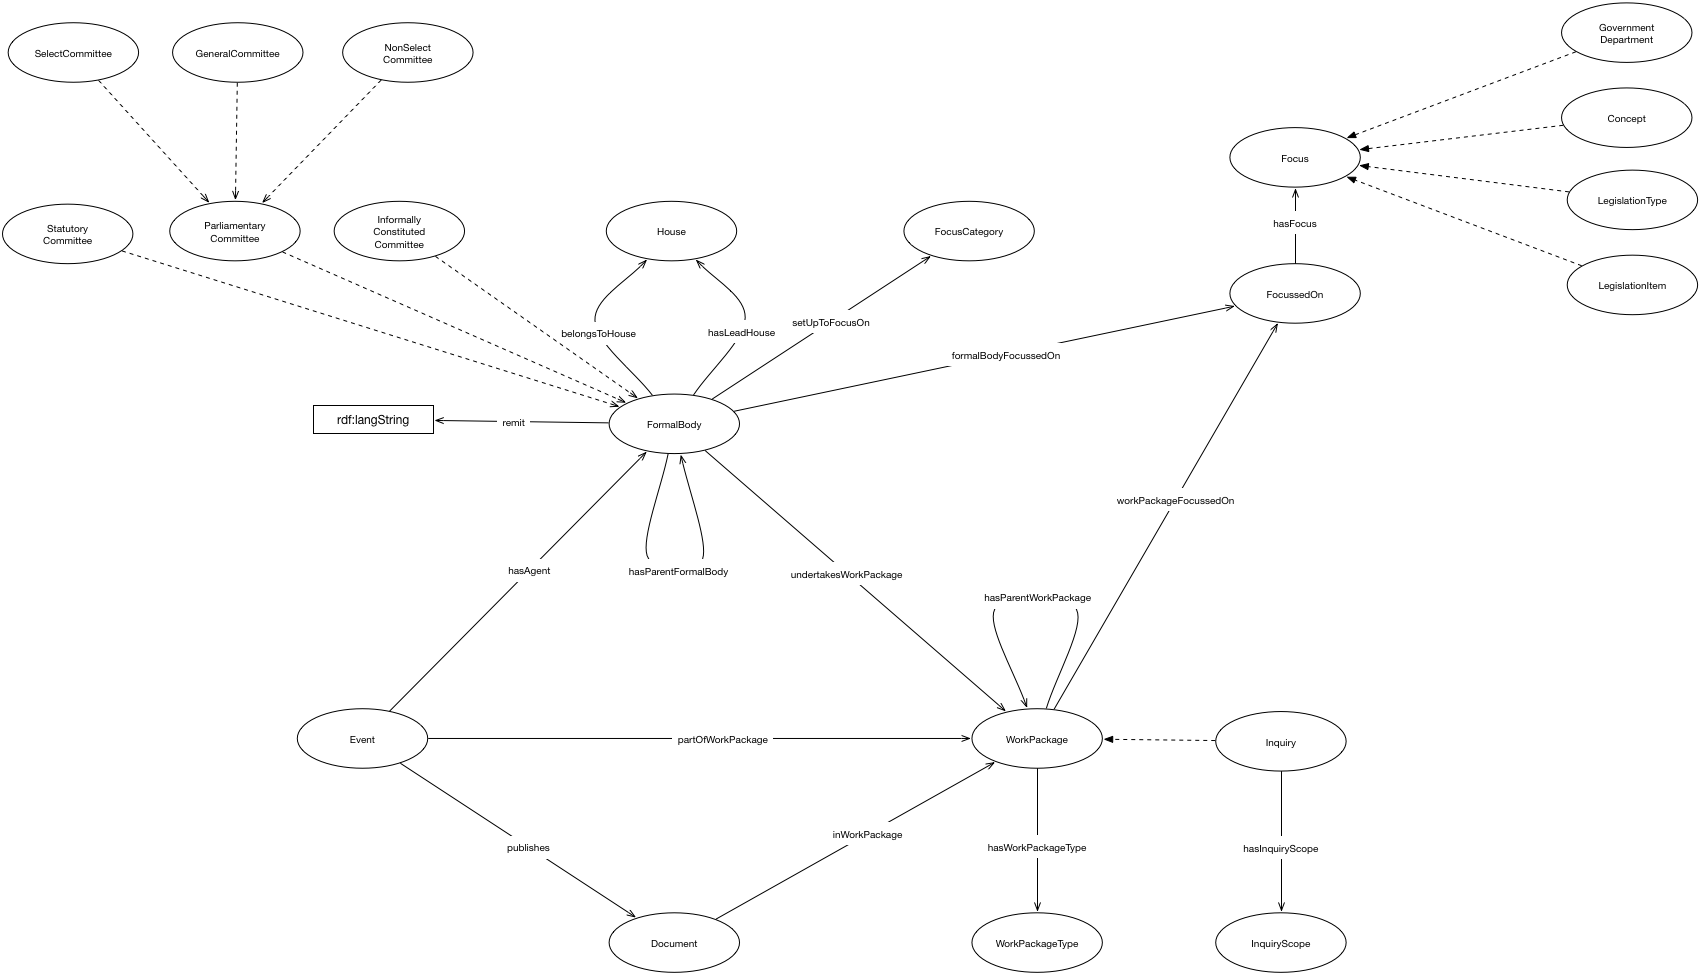 SelectCommittee
GeneralCommittee
NonSelect
Committee
Government
Department
Concept
Focus
LegislationType
LegislationItem
Statutory
Committee
Parliamentary
Committee
Informally
Constituted
Committee
House
FocusCategory
hasFocus
FocussedOn
belongsToHouse
hasLeadHouse
setUpToFocusOn
formalBodyFocussedOn
rdf:langString
remit
FormalBody
workPackageFocussedOn
hasAgent
hasParentFormalBody
undertakesWorkPackage
hasParentWorkPackage
Event
partOfWorkPackage
WorkPackage
Inquiry
publishes
inWorkPackage
hasWorkPackageType
hasInquiryScope
Document
WorkPackageType
InquiryScope